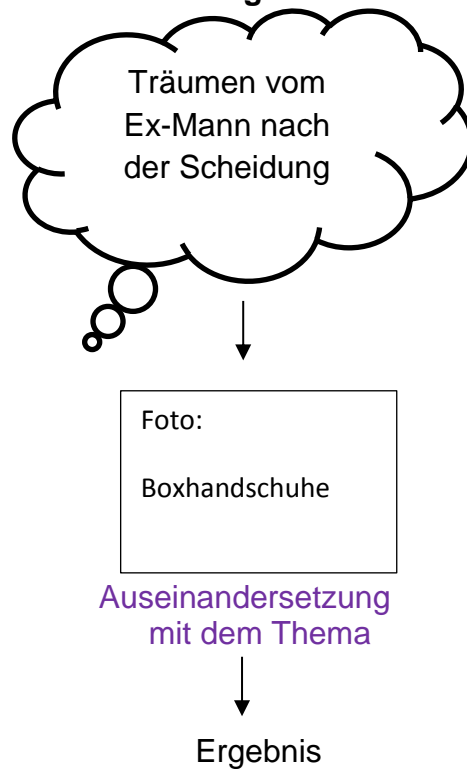 Träumen vom
Ex-Mann nach
der Scheidung
Foto:
Boxhandschuhe
Auseinandersetzung
mit dem Thema
Ergebnis